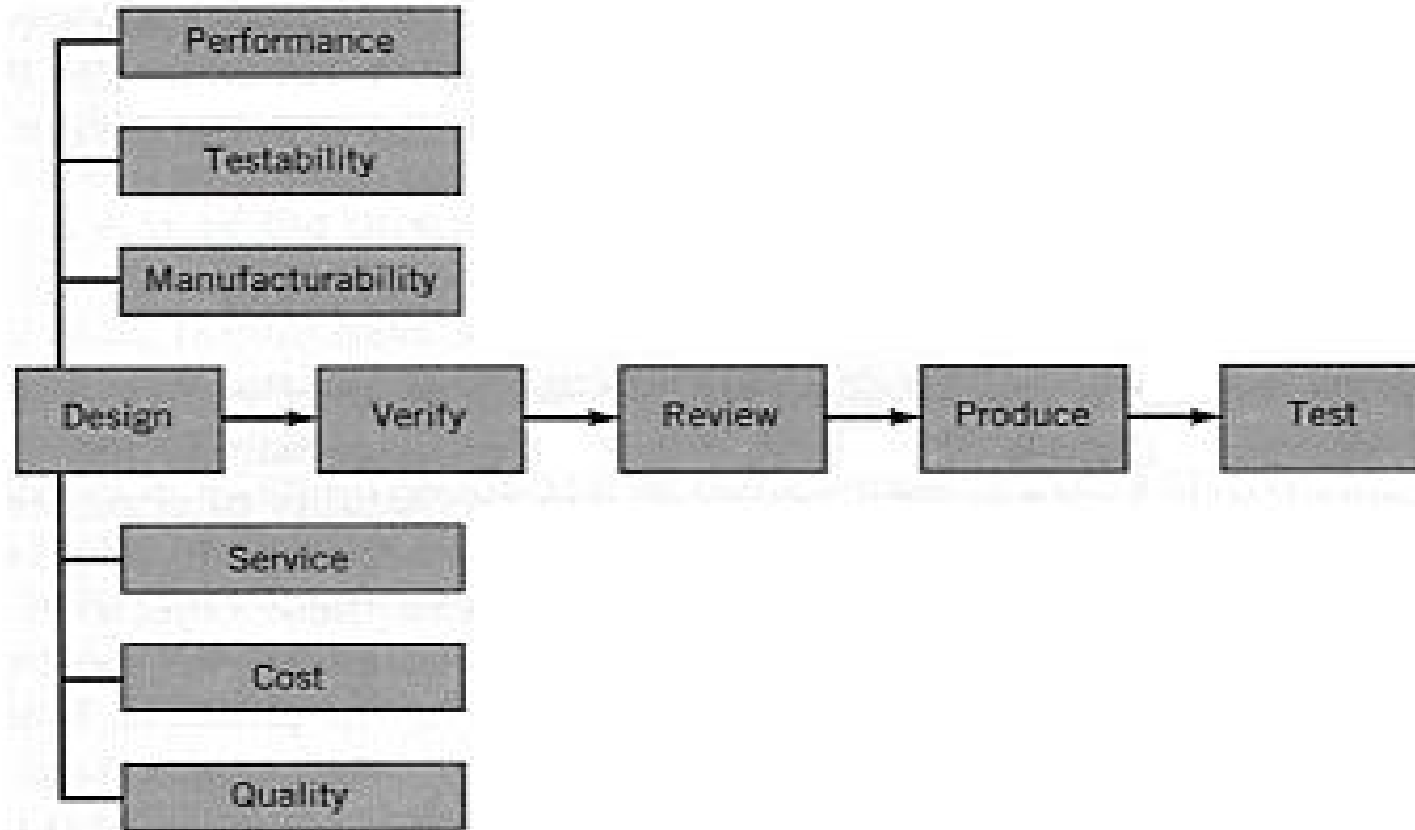 Performance
Testability
Manufacturability
Design
Verify
Review
Produce
Test
Service
Cost
Quality